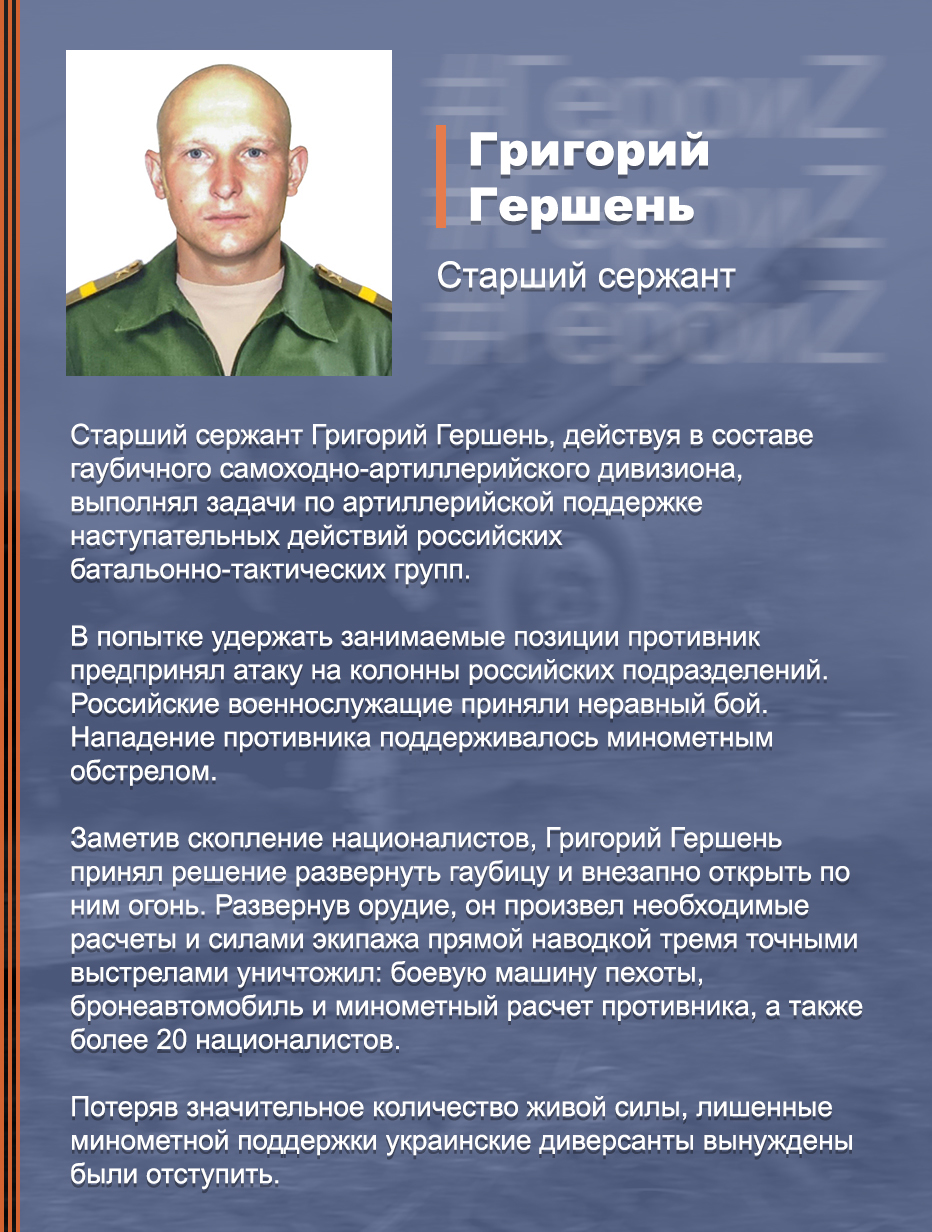 #ГероиZ
Григорий
Гершень
#ГероиZ
Старший сержант
#ГероиZ
Старший сержант Григорий Гершень, действуя в составе
гаубичного самоходно-артиллерийского дивизиона,
выполнял задачи по артиллерийской поддержке
наступательных действий российских
батальонно-тактических групп.
В попытке удержать занимаемые позиции противник
предпринял атаку на колонны российских подразделений.
Российские военнослужащие приняли неравный бой.
Нападение противника поддерживалось минометным
обстрелом.
Заметив скопление националистов, Григорий Гершень
принял решение развернуть гаубицу и внезапно открыть по
ним огонь. Развернув орудие, он произвел необходимые
расчеты и силами экипажа прямой наводкой тремя точными
выстрелами уничтожил: боевую машину пехоты,
бронеавтомобиль и минометный расчет противника, а также
более 20 националистов.
Потеряв значительное количество живой силы, лишенные
минометной поддержки украинские диверсанты вынуждены
были отступить.